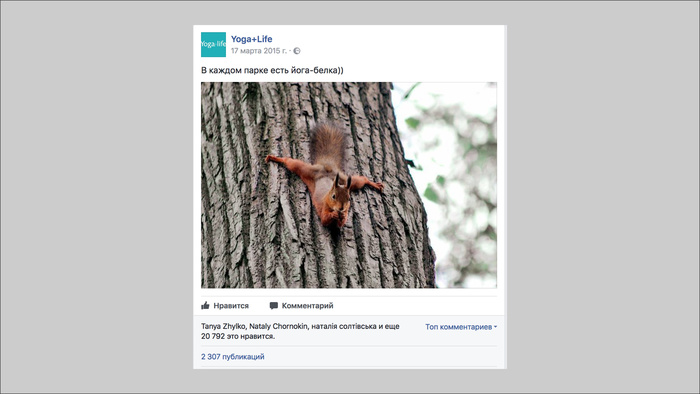 Yoga+life
Yoga+Life
17 марта 2015 г. ·
В каждом парке есть йога-белка))
Нравится
Комментарий
Tanya Zhylko, Nataly Chornokin, наталія солтівська и еще
20 792 это нравится.
Топ комментариев
2 307 публикаций